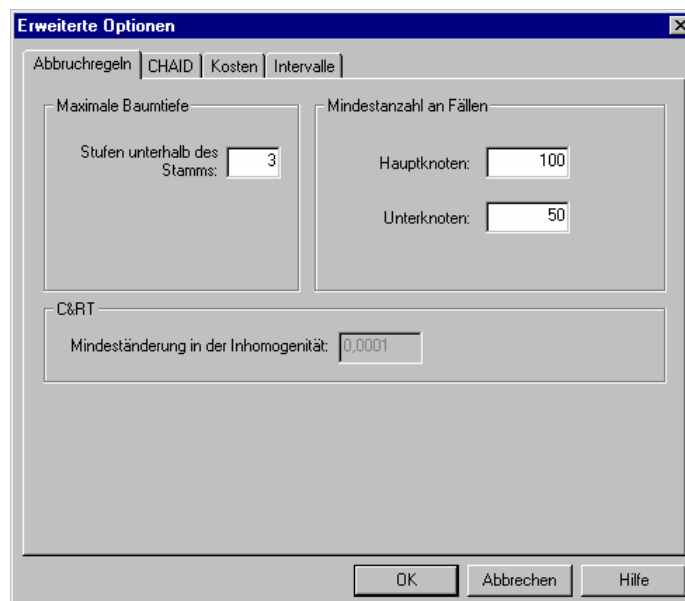 Erweiterte Optionen
Abbruchregeln CHAID Kosten Intervalle
Maximale Baumtiefe
Stufen unterhalb des
Stamms: 3
Mindestanzahl an Fällen
Hauptknoten: 100
Unterknoten: 50
C&RT
Mindeständerung in der Inhomogenität: 0,0001
OK Abbrechen Hilfe